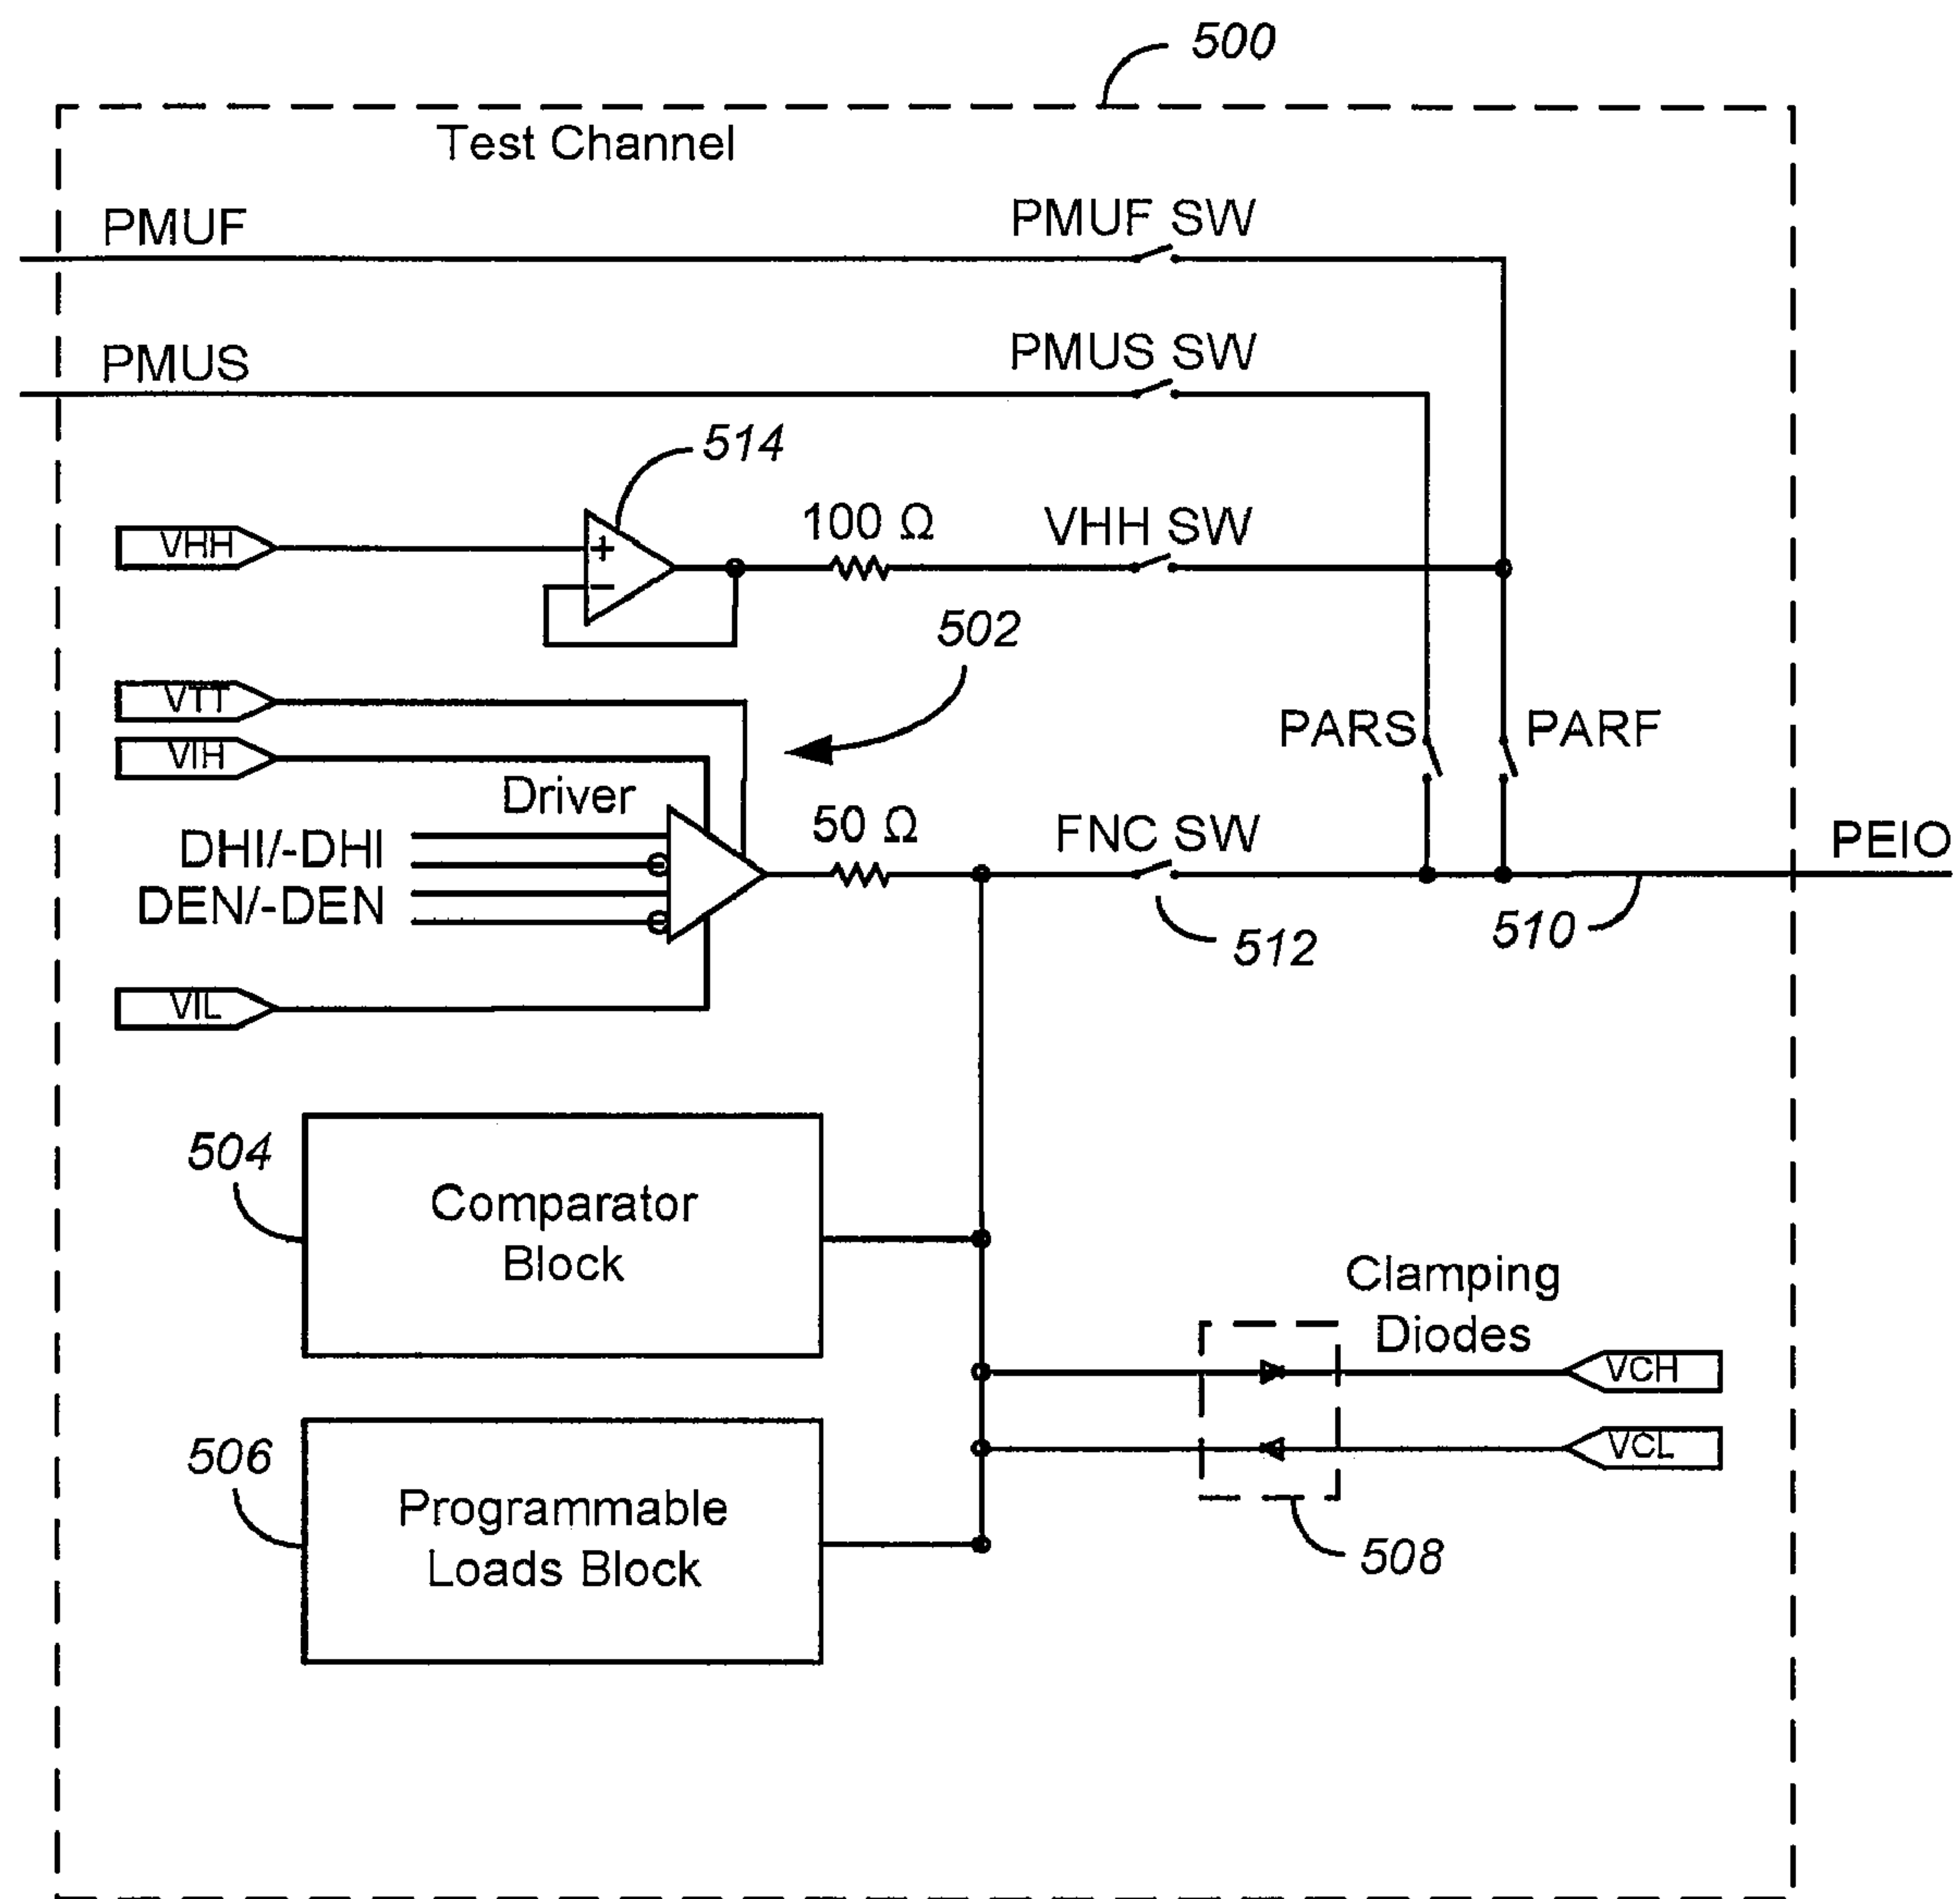 500
Test Channel
PMUF
PMUF SW
PMUS
PMUS SW
514
VHH
+
−
100 Ω
VHH SW
502
VTT
VIH
PARS
PARF
Driver
50 Ω
FNC SW
PEIO
DHI/-DHI
DEN/-DEN
512
510
VIL
504
Comparator
Block
Clamping
Diodes
VCH
506
VCL
Programmable
Loads Block
508